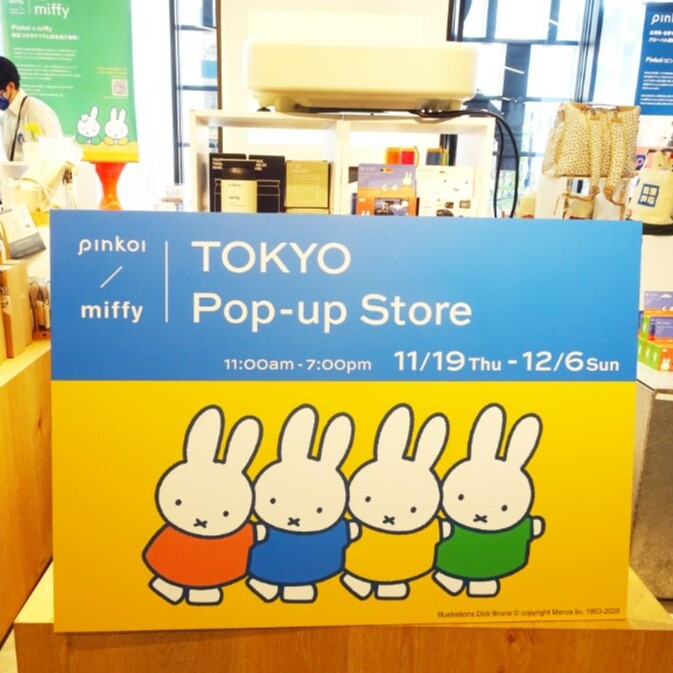 miffy
Pinkoi x miffy
pinkoi
miffy
TOKYO
Pop-up Store
11:00am - 7:00pm 11/19 Thu - 12/6 Sun
Illustrations Dick Bruna © copyright Mercis bv, 1953-2020